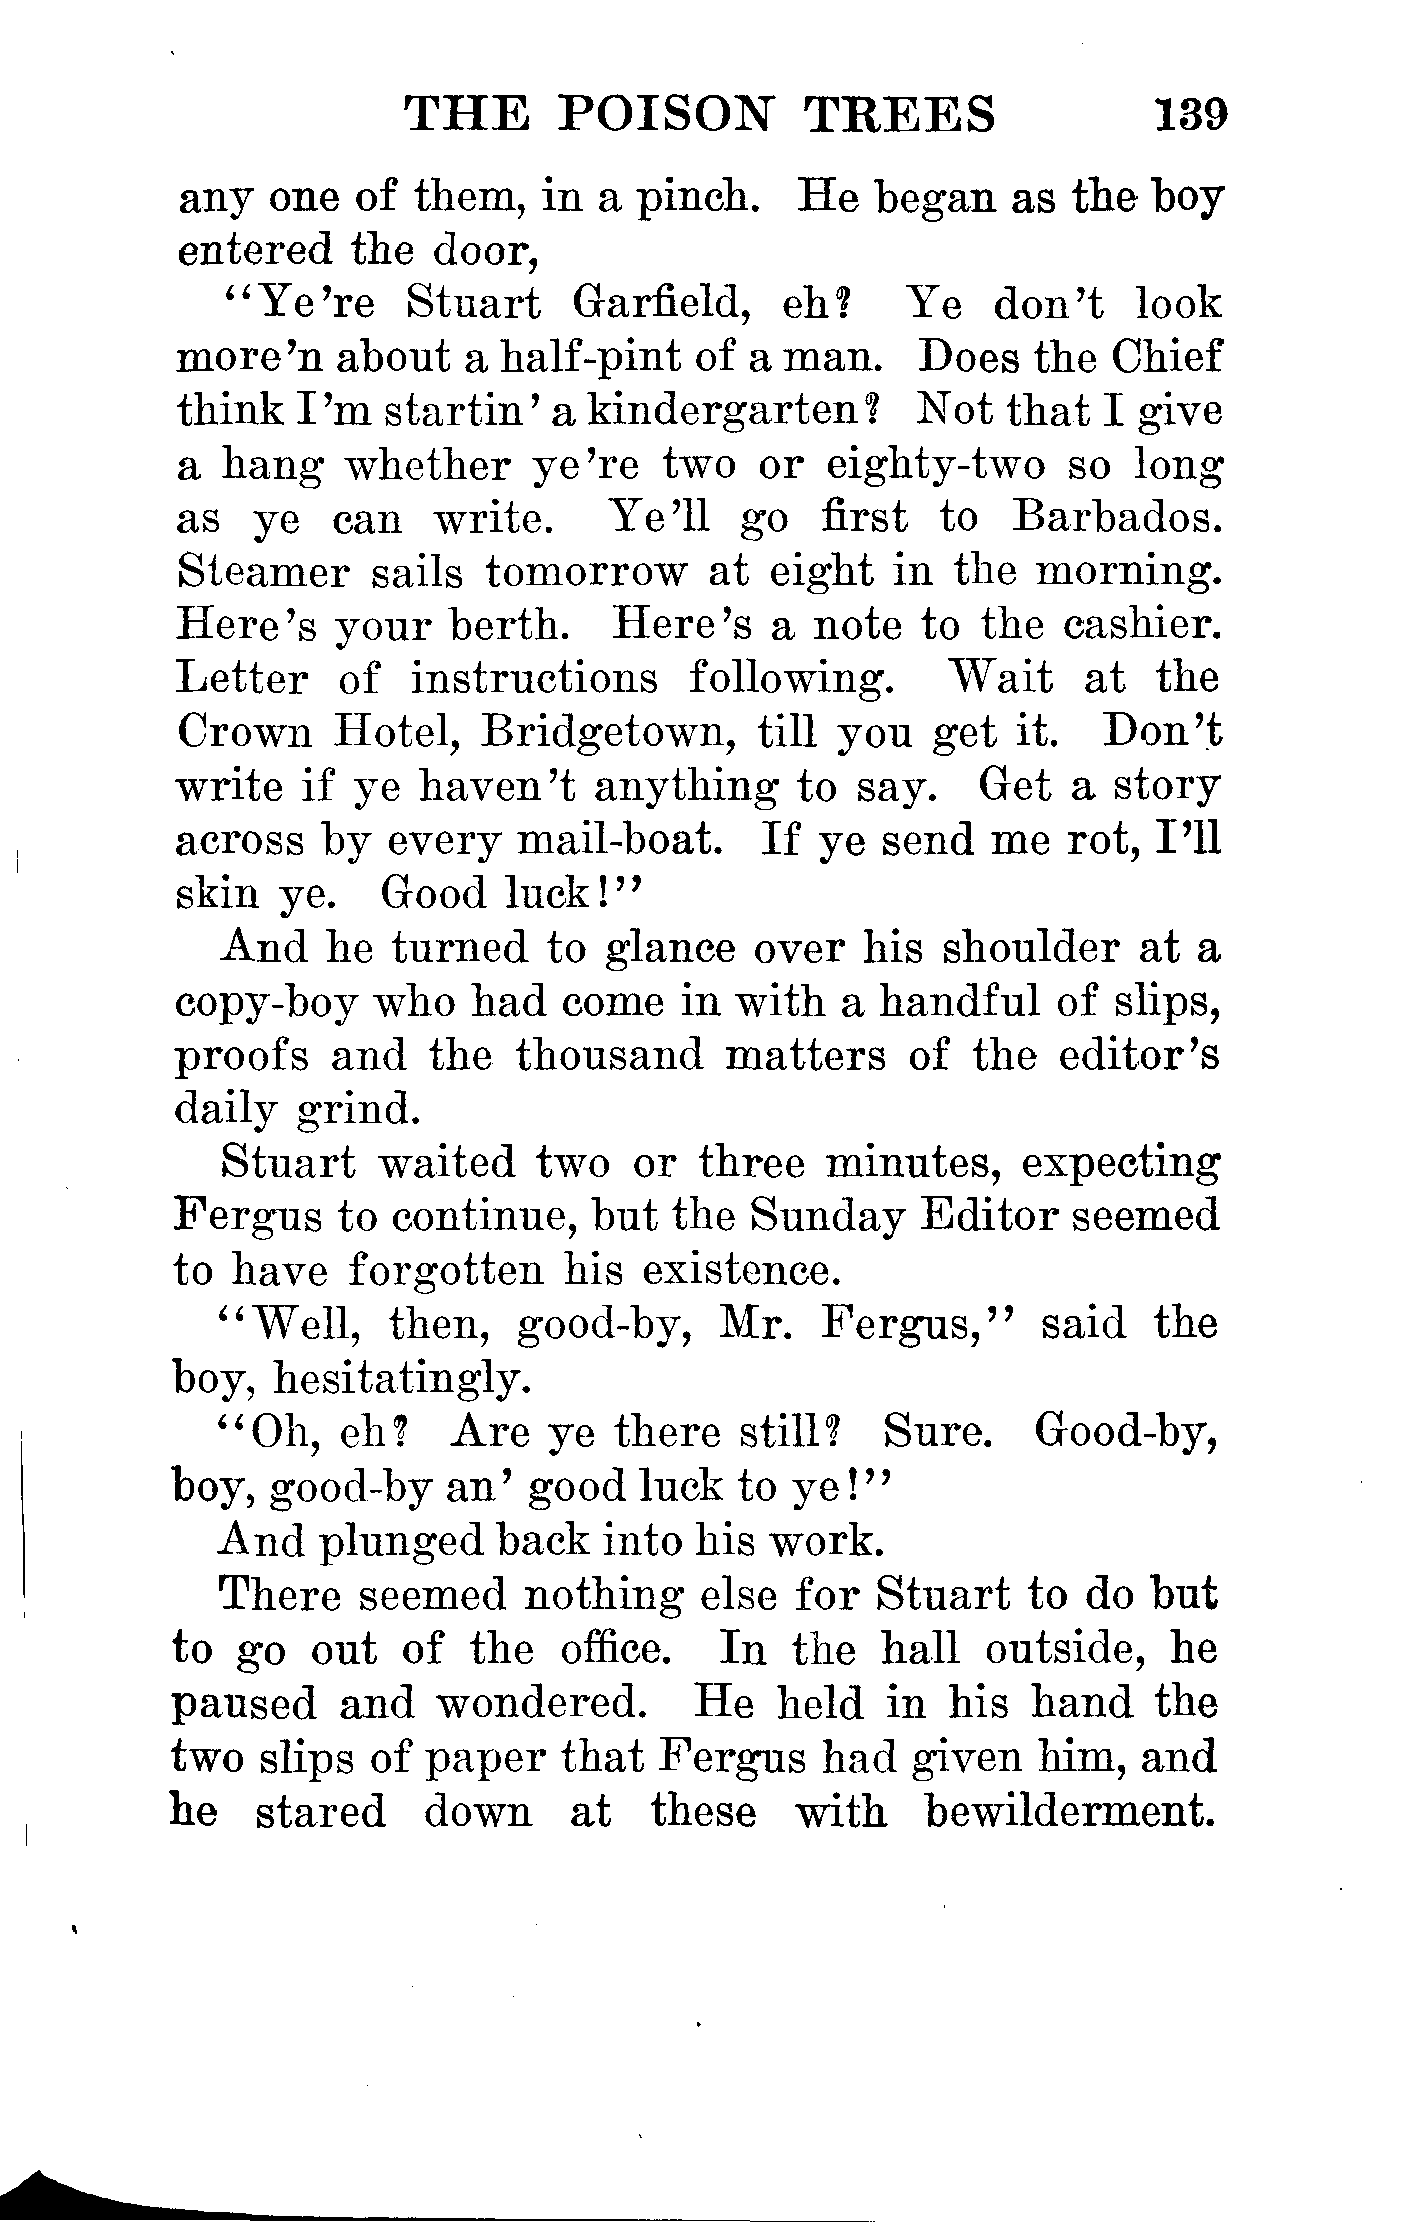 THE POISON TREES 139
any one of them, in a pinch. He began as the boy
entered the door,
"Ye're Stuart Garfield, eh? Ye don't look
more'n about a half-pint of a man. Does the Chief
think I'm startin' a kindergarten? Not that I give
a hang whether ye're two or eighty-two so long
as ye can write. Ye'll go first to Barbados.
Steamer sails tomorrow at eight in the morning.
Here's your berth. Here's a note to the cashier.
Letter of instructions following. Wait at the
Crown Hotel, Bridgetown, till you get it. Don't
write if ye haven't anything to say. Get a story
across by every mail-boat. If ye send me rot, I'll
skin ye. Good luck!"
And he turned to glance over his shoulder at a
copy-boy who had come in with a handful of slips,
proofs and the thousand matters of the editor's
daily grind.
Stuart waited two or three minutes, expecting
Fergus to continue, but the Sunday Editor seemed
to have forgotten his existence.
"Well, then, good-by, Mr. Fergus," said the
boy, hesitatingly.
"Oh, eh? Are ye there still? Sure. Good-by,
boy, good-by an' good luck to ye!"
And plunged back into his work.
There seemed nothing else for Stuart to do but
to go out of the office. In the hall outside, he
paused and wondered. He held in his hand the
two slips of paper that Fergus had given him, and
he stared down at these with bewilderment.